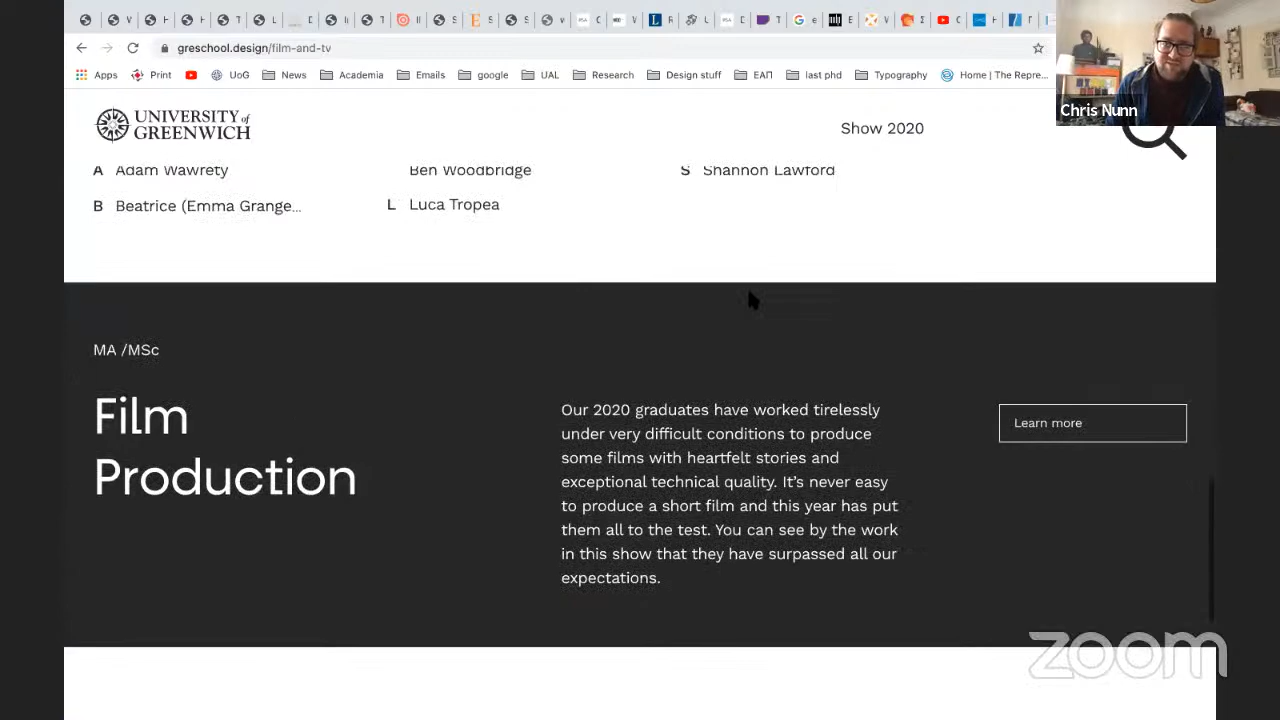 greschool.design/film-and-tv
Apps Print UoG News Academia Emails google UAL Research Design stuff ЕАП last phd Typography Home | The Repre...
Chris Nunn
UNIVERSITY of
GREENWICH
Show 2020
A Adam Wawrety
Ben Woodbridge
S Shannon Lawford
B Beatrice (Emma Grange...
L Luca Tropea
MA /MSc
Film
Production
Our 2020 graduates have worked tirelessly
under very difficult conditions to produce
some films with heartfelt stories and
exceptional technical quality. It's never easy
to produce a short film and this year has put
them all to the test. You can see by the work
in this show that they have surpassed all our
expectations.
Learn more
zoom